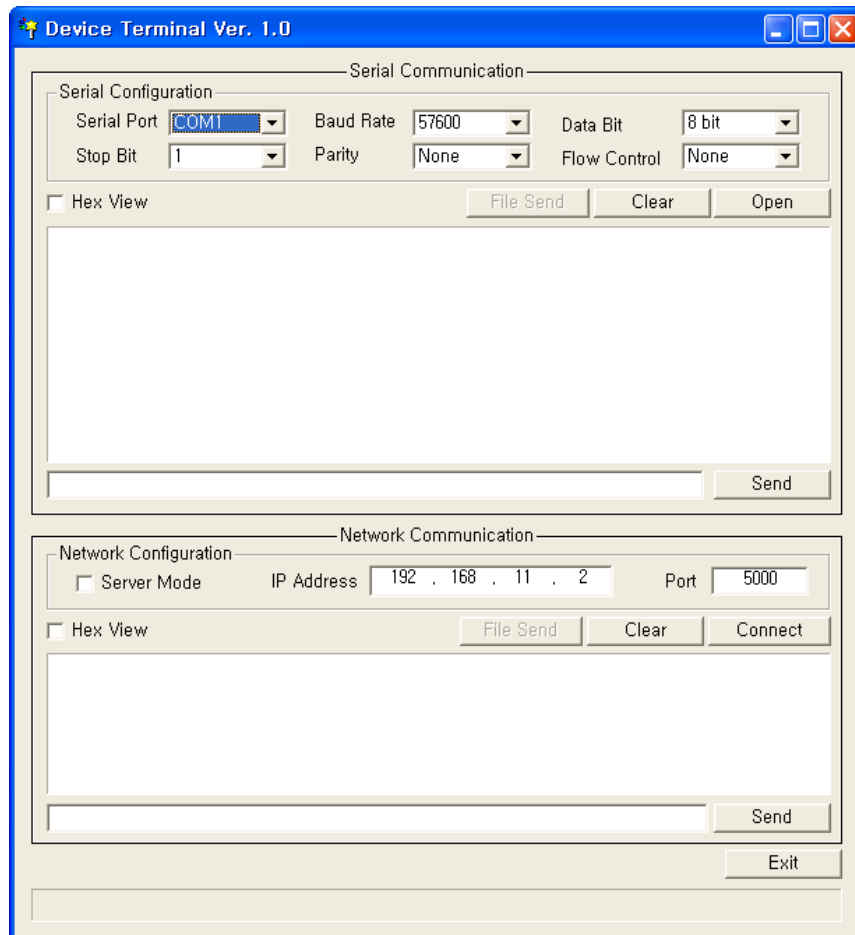 Device Terminal Ver. 1.0
Serial Communication
Serial Configuration
Serial Port COM1 Baud Rate 57600 Data Bit 8 bit
Stop Bit 1 Parity None Flow Control None
Hex View File Send Clear Open
Send
Network Communication
Network Configuration
Server Mode IP Address 192 . 168 . 11 . 2 Port 5000
Hex View File Send Clear Connect
Send
Exit